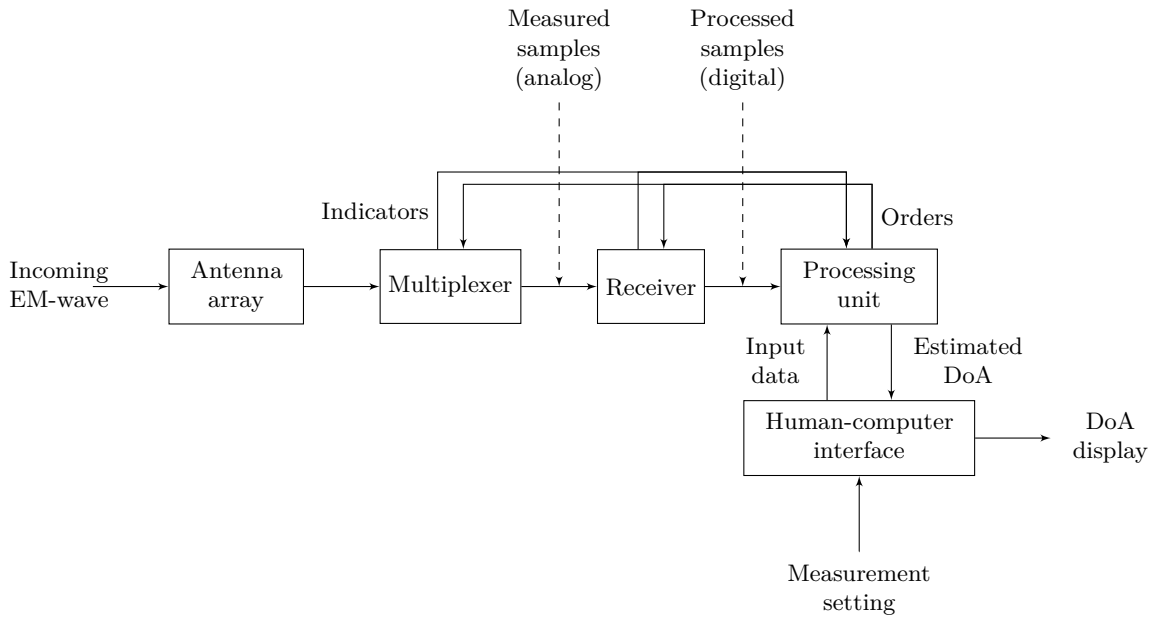 Measured
samples
(analog)
Processed
samples
(digital)
Indicators
Orders
Incoming
EM-wave
Antenna
array
Multiplexer
Receiver
Processing
unit
Input
data
Estimated
DoA
Human-computer
interface
DoA
display
Measurement
setting